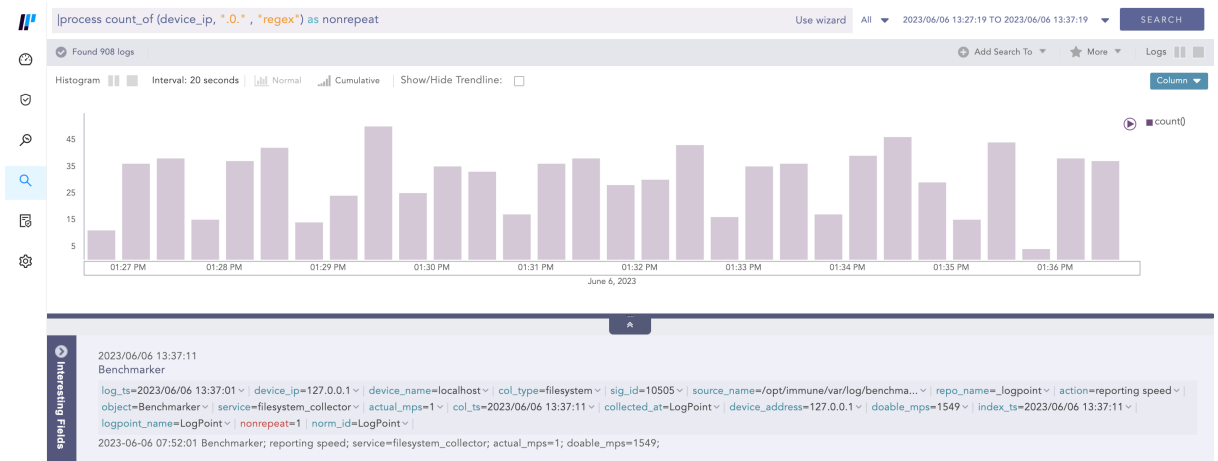 |process count_of (device_ip, ".0." , "regex") as nonrepeat
Use wizard All 2023/06/06 13:27:19 TO 2023/06/06 13:37:19 SEARCH
Found 908 logs Add Search To More Logs
Histogram Interval: 20 seconds Normal Cumulative Show/Hide Trendline: Column
count()
45
35
25
15
5
01:27 PM 01:28 PM 01:29 PM 01:30 PM 01:31 PM 01:32 PM 01:33 PM 01:34 PM 01:35 PM 01:36 PM
June 6, 2023
Interesting Fields
2023/06/06 13:37:11
Benchmarker
log_ts=2023/06/06 13:37:01 | device_ip=127.0.0.1 | device_name=localhost | col_type=filesystem | sig_id=10505 | source_name=/opt/immune/var/log/benchma... | repo_name=_logpoint | action=reporting speed |
object=Benchmarker | service=filesystem_collector | actual_mps=1 | col_ts=2023/06/06 13:37:11 | collected_at=LogPoint | device_address=127.0.0.1 | doable_mps=1549 | index_ts=2023/06/06 13:37:11 |
logpoint_name=LogPoint | nonrepeat=1 | norm_id=LogPoint |
2023-06-06 07:52:01 Benchmarker; reporting speed; service=filesystem_collector; actual_mps=1; doable_mps=1549;